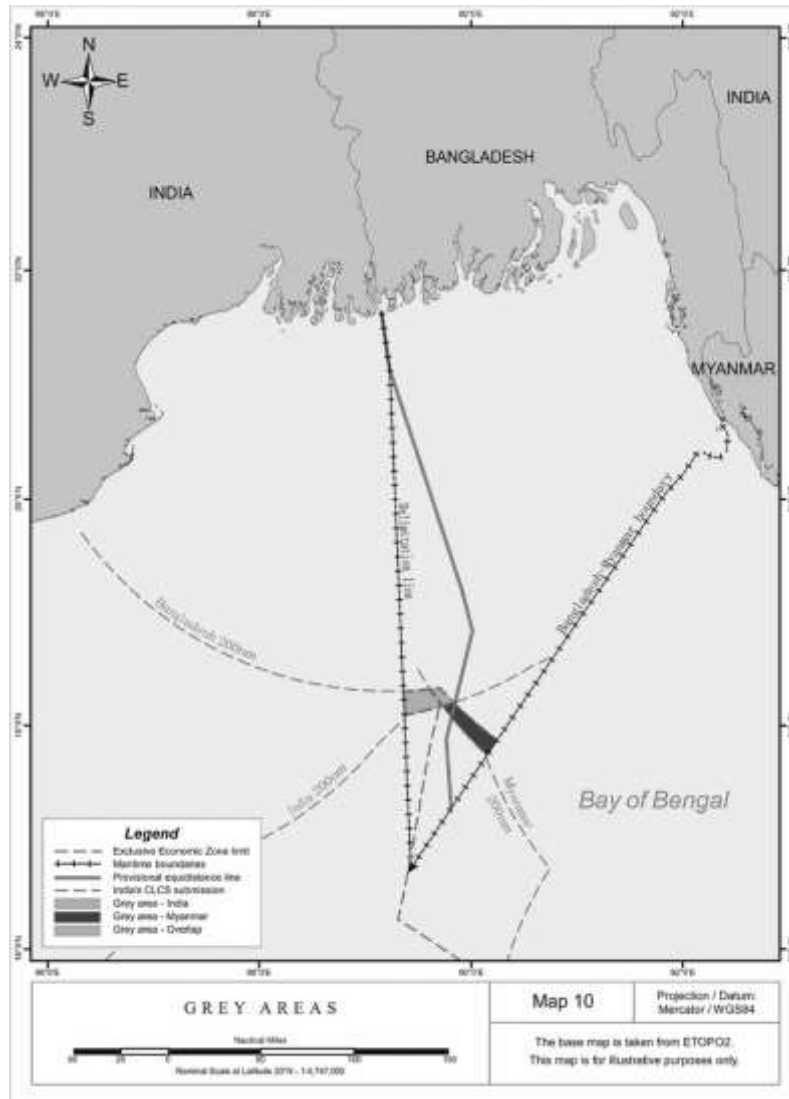 N
W E
S
INDIA
BANGLADESH
INDIA
MYANMAR
Delimitation line
Bangladesh Myanmar boundary
Bangladesh 200nm
India 200nm
Myanmar
200nm
Bay of Bengal
Legend
Exclusive Economic Zone limit
Maritime boundaries
Provisional equidistance line
India's CLCS submission
Grey area - India
Grey area - Myanmar
Grey area - Overlap
GREY AREAS
Nautical Miles
Map 10
Projection / Datum:
Mercator / WGS84
The base map is taken from ETOPO2.
This map is for illustrative purposes only.